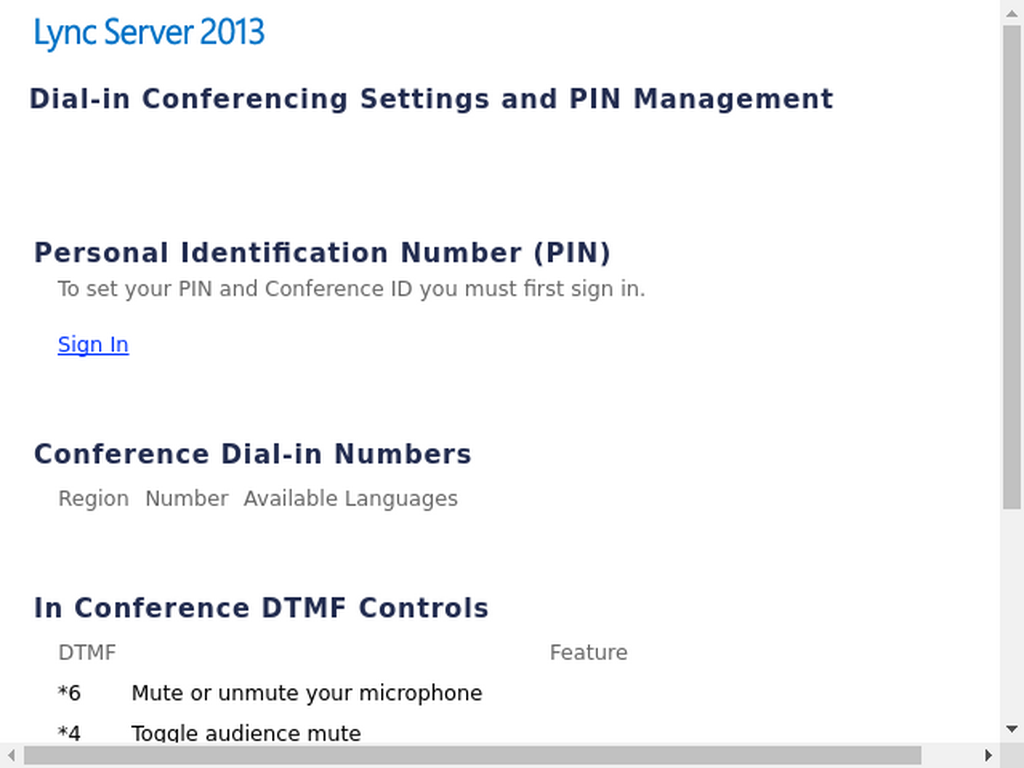 Lync Server 2013
Dial-in Conferencing Settings and PIN Management
Personal Identification Number (PIN)
To set your PIN and Conference ID you must first sign in.
Sign In
Conference Dial-in Numbers
Region Number Available Languages
In Conference DTMF Controls
DTMF Feature
*6 Mute or unmute your microphone
*4 Toggle audience mute